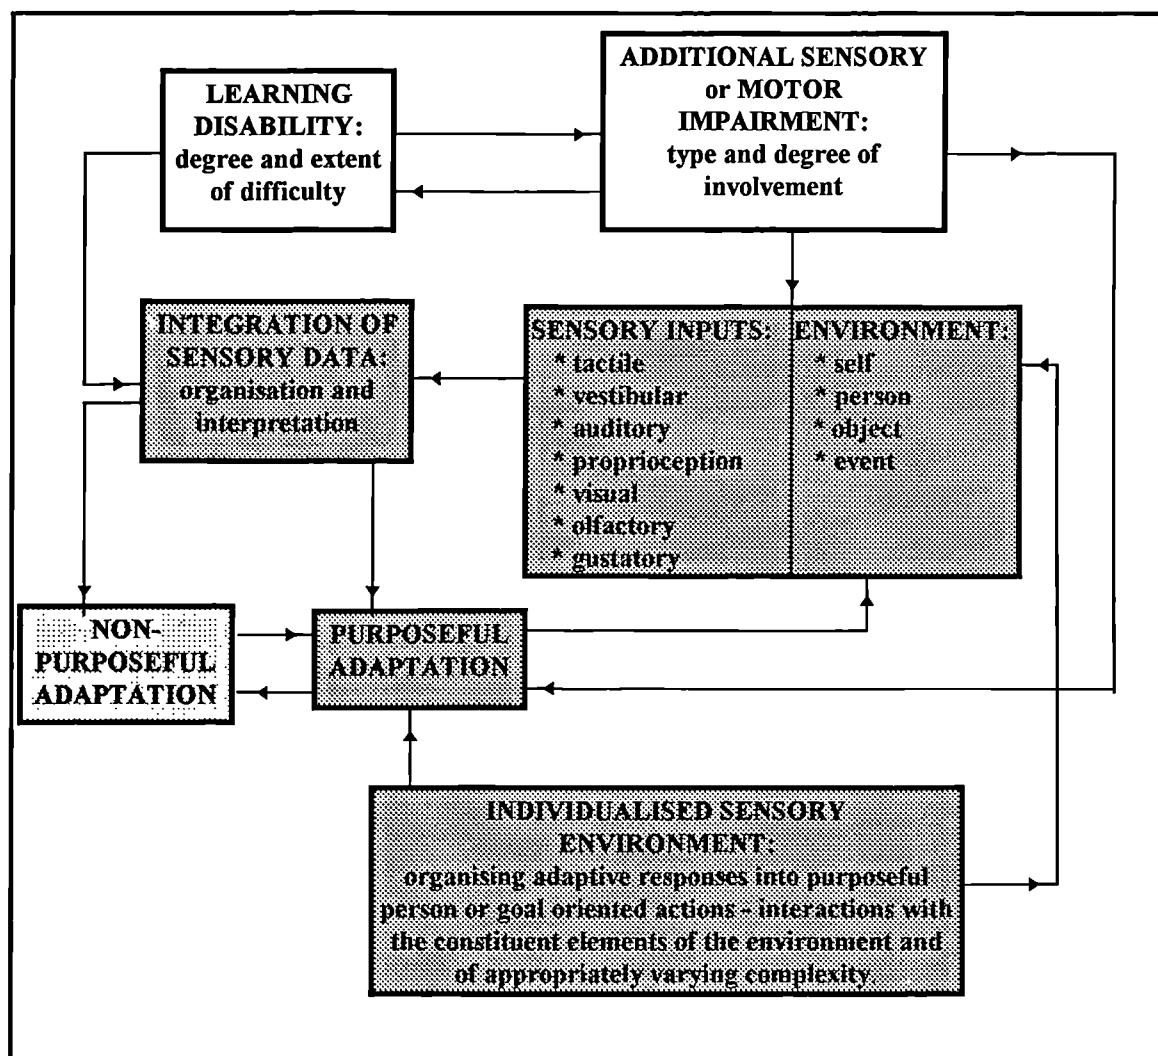 LEARNING
DISABILITY:
degree and extent
of difficulty
ADDITIONAL SENSORY
or MOTOR
IMPAIRMENT:
type and degree of
involvement
INTEGRATION OF
SENSORY DATA:
organisation and
interpretation
SENSORY INPUTS:
* tactile
* vestibular
* auditory
* proprioception
* visual
* olfactory
* gustatory
ENVIRONMENT:
* self
* person
* object
* event
NON-
PURPOSEFUL
ADAPTATION
PURPOSEFUL
ADAPTATION
INDIVIDUALISED SENSORY
ENVIRONMENT:
organising adaptive responses into purposeful
person or goal oriented actions - interactions with
the constituent elements of the environment and
of appropriately varying complexity.